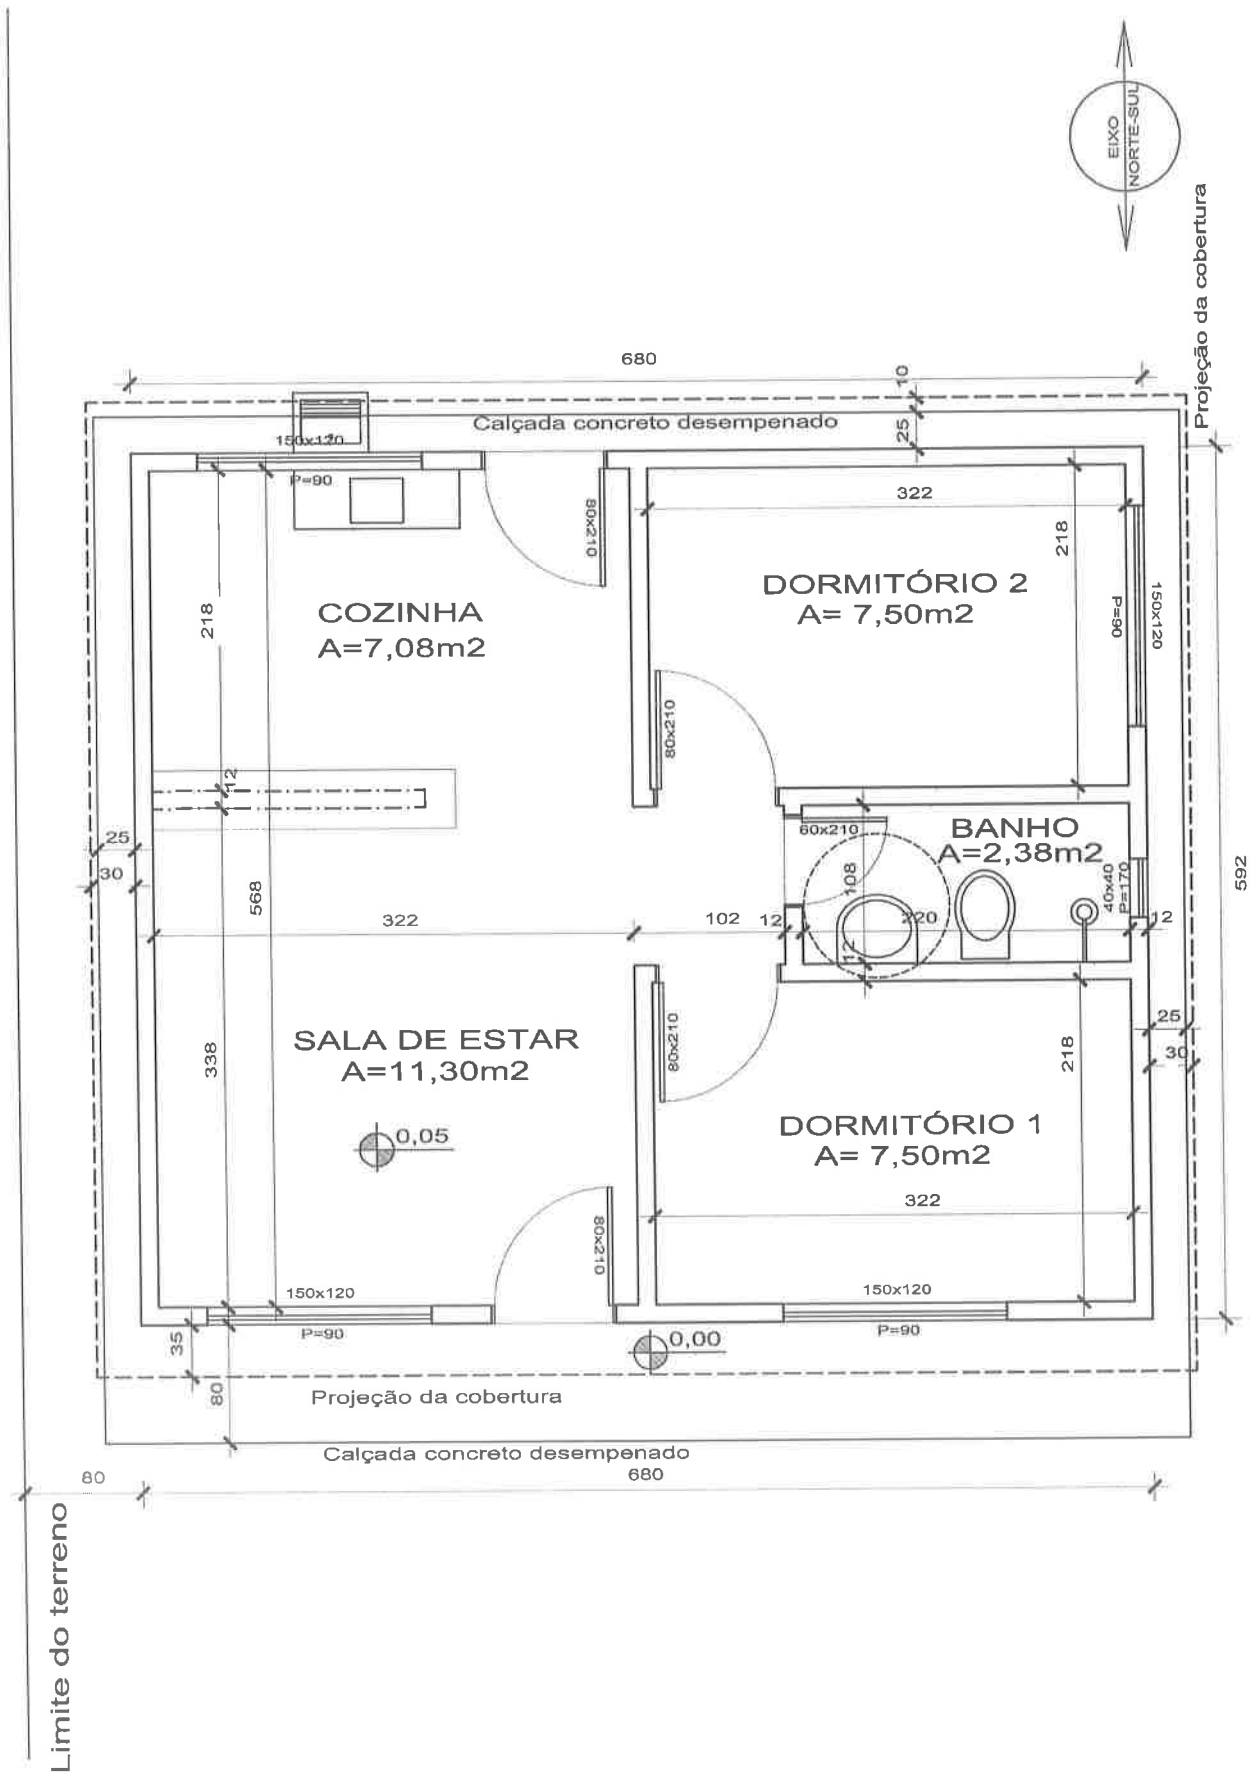 EIXO
NORTE-SUL
Projeção da cobertura
680
10
Calçada concreto desempenado
25
150x120
P=90
322
80x210
218
DORMITÓRIO 2
A= 7,50m2
218
COZINHA
A=7,08m2
P=90
150x120
80x210
12
60x210
BANHO
A=2,38m2
25
30
108
40x40
P=170
592
568
322
102
12
220
12
12
25
30
SALA DE ESTAR
A=11,30m2
338
80x210
218
0,05
DORMITÓRIO 1
A= 7,50m2
322
80x210
150x120
150x120
P=90
P=90
35
0,00
80
Projeção da cobertura
Calçada concreto desempenado
80
680
Limite do terreno